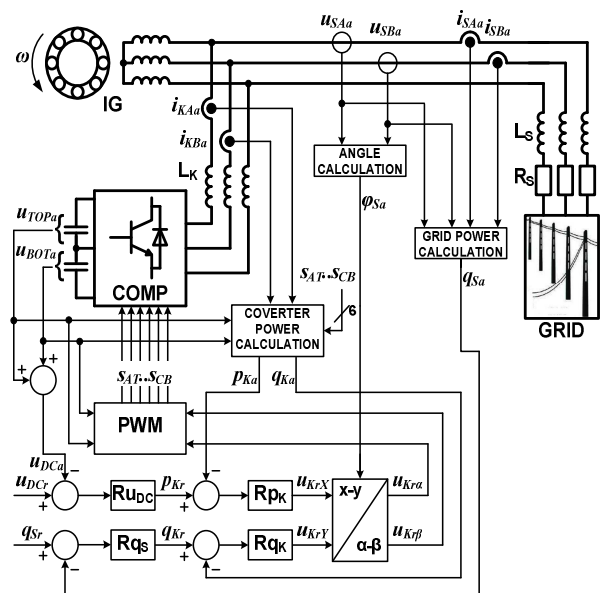 u_SAa
u_SBa
i_SAa
i_SBa
ω
IG
i_KAa
i_KBa
L_S
ANGLE
CALCULATION
L_K
R_S
φ_Sa
u_TOPa
GRID POWER
CALCULATION
u_BOTa
s_AT..s_CB
q_Sa
COMP
6
GRID
COVERTER
POWER
CALCULATION
+
+
s_AT..s_CB
p_Ka
q_Ka
PWM
u_DCa
−
−
u_DCr
p_Kr
u_KrX
x-y
u_Krα
+
Ru_DC
+
Rp_K
q_Sr
q_Kr
u_KrY
u_Krβ
+
Rq_S
+
Rq_K
α-β
−
−